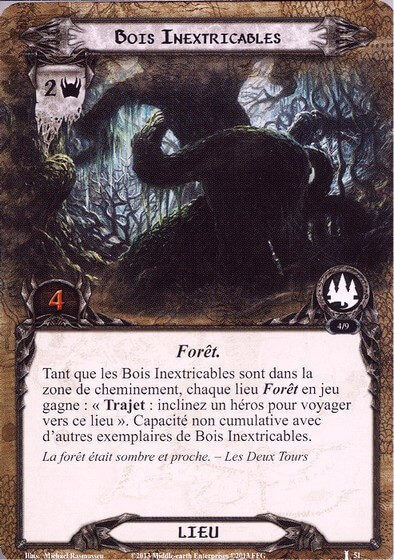 Bois Inextricables
2
4
4/9
Forêt.
Tant que les Bois Inextricables sont dans la
zone de cheminement, chaque lieu Forêt en jeu
gagne : « Trajet : inclinez un héros pour voyager
vers ce lieu ». Capacité non cumulative avec
d'autres exemplaires de Bois Inextricables.
La forêt était sombre et proche. – Les Deux Tours
LIEU
Illus. Michael Rasmussen ©2013 Middle-earth Enterprises ©2013 FFG 51